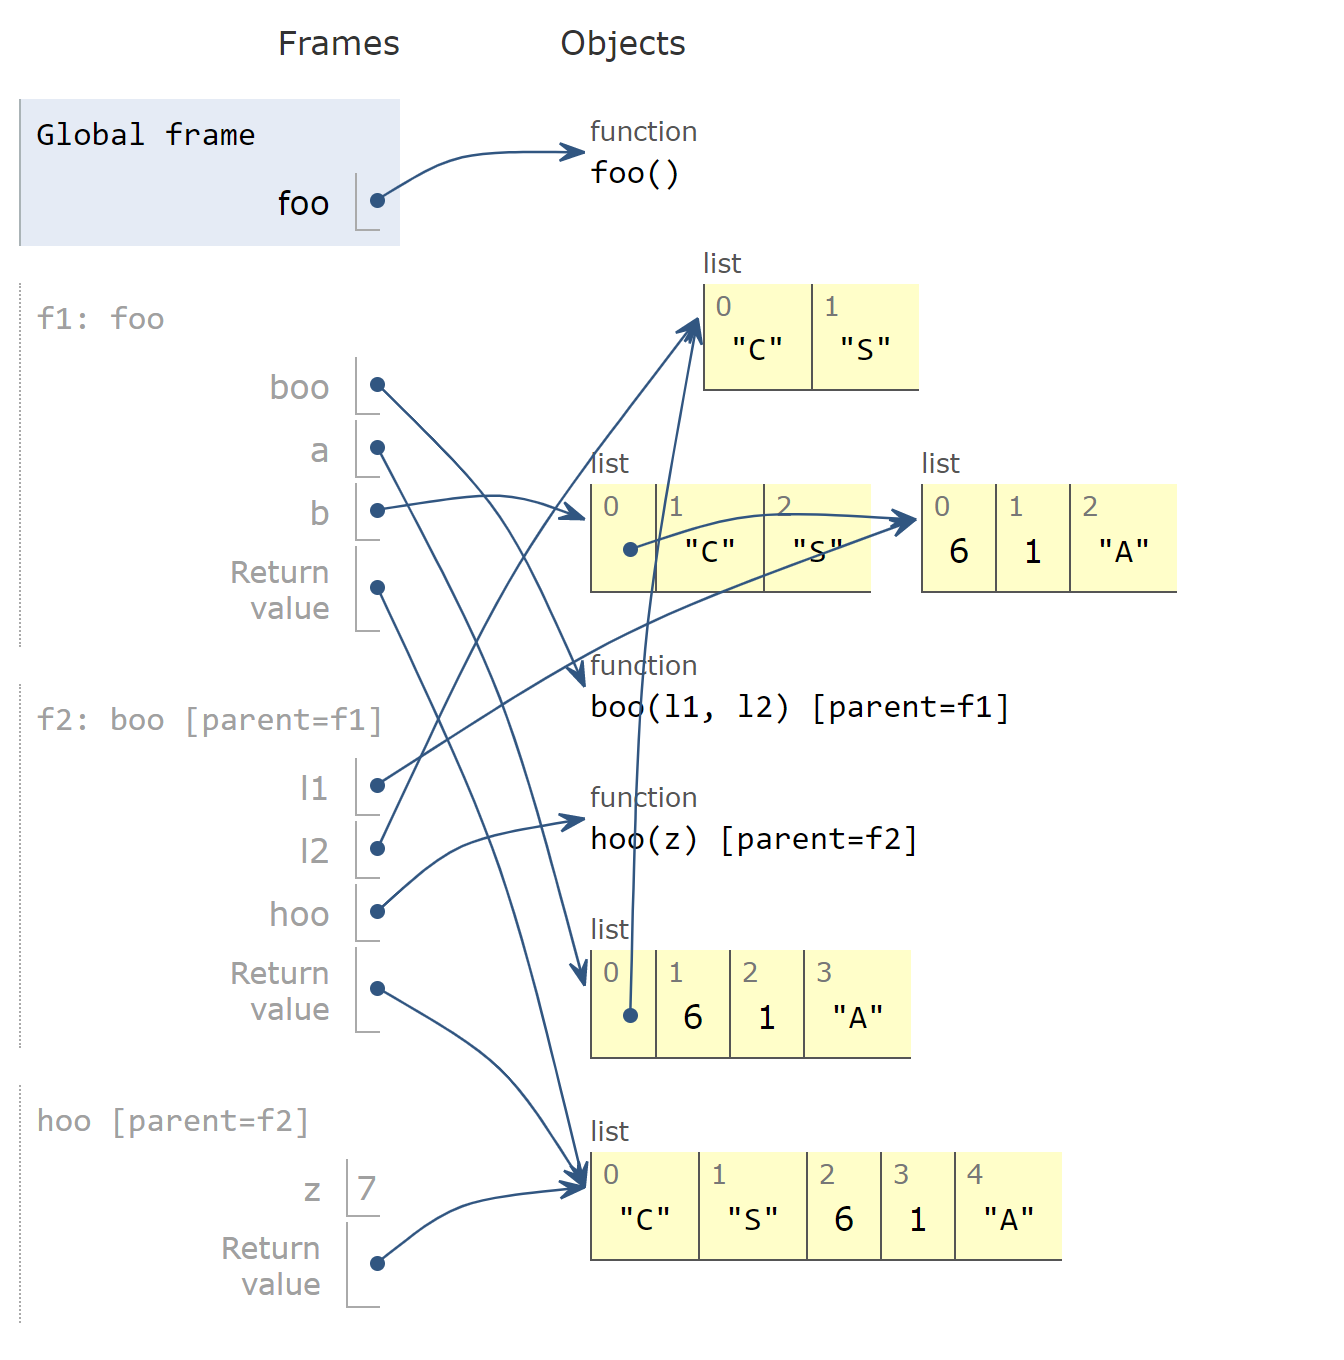 Frames
Objects
Global frame
foo
function
foo()
list
0 1
"C" "S"
f1: foo
boo
a
b
Return
value
list
0 1 2
"C" "S"
list
0 1 2
6 1 "A"
function
boo(l1, l2) [parent=f1]
f2: boo [parent=f1]
l1
l2
hoo
Return
value
function
hoo(z) [parent=f2]
list
0 1 2 3
6 1 "A"
hoo [parent=f2]
z 7
Return
value
list
0 1 2 3 4
"C" "S" 6 1 "A"